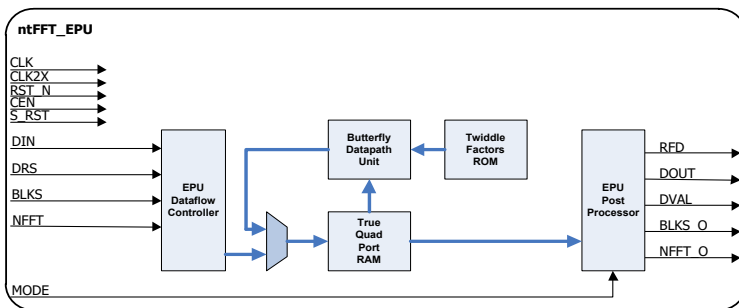 ntFFT_EPU
CLK
CLK2X
RST_N
CEN
S_RST
DIN
DRS
BLKS
NFFT
MODE
EPU
Dataflow
Controller
Butterfly
Datapath
Unit
Twiddle
Factors
ROM
True
Quad
Port
RAM
EPU
Post
Processor
RFD
DOUT
DVAL
BLKS_O
NFFT_O